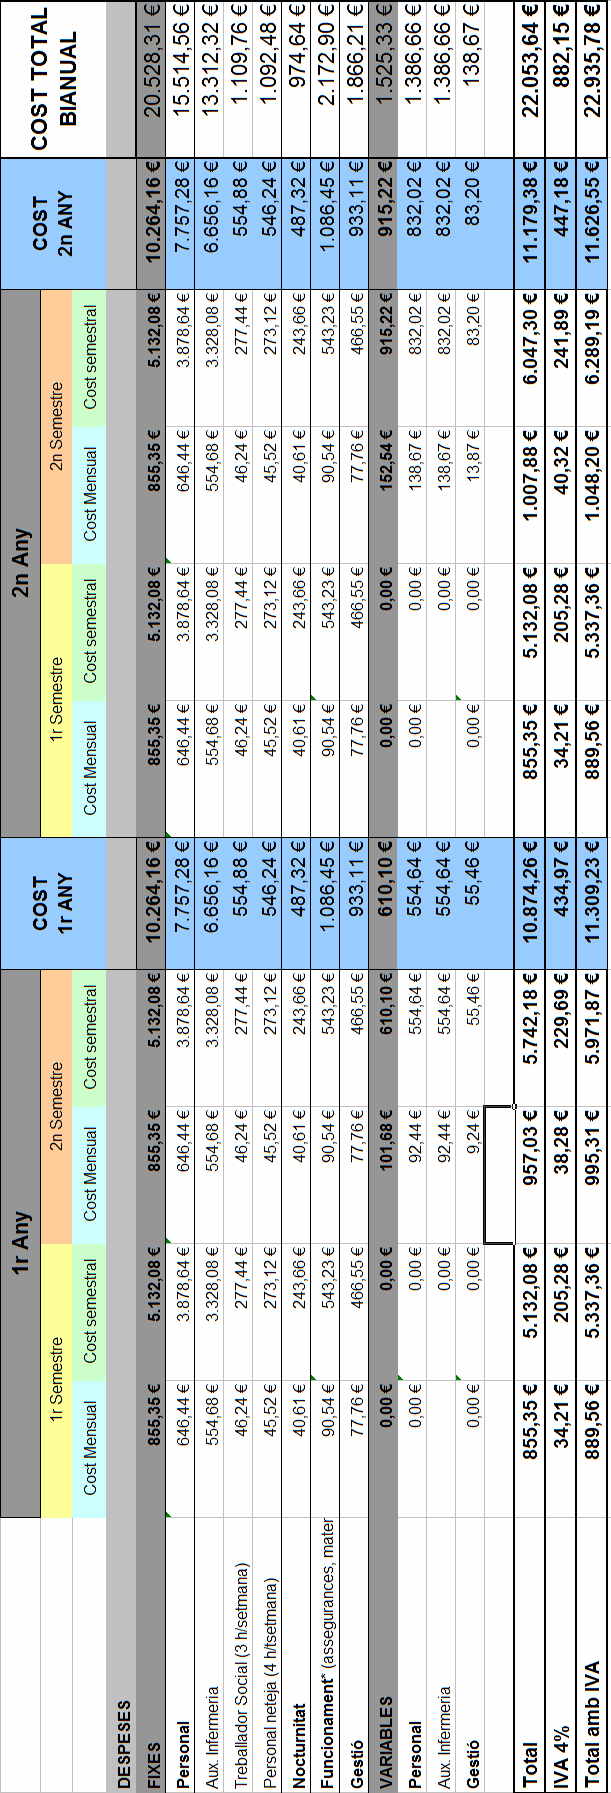 1r Any COST 1r ANY 2n Any COST 2n ANY COST TOTAL BIANUAL
1r Semestre 2n Semestre 1r Semestre 2n Semestre
Cost Mensual Cost semestral Cost Mensual Cost semestral Cost Mensual Cost semestral Cost Mensual Cost semestral
DESPESES
FIXES 855,35 € 5.132,08 € 855,35 € 5.132,08 € 10.264,16 € 855,35 € 5.132,08 € 855,35 € 5.132,08 € 10.264,16 € 20.528,31 €
Personal 646,44 € 3.878,64 € 646,44 € 3.878,64 € 7.757,28 € 646,44 € 3.878,64 € 646,44 € 3.878,64 € 7.757,28 € 15.514,56 €
Aux. Infermeria 554,68 € 3.328,08 € 554,68 € 3.328,08 € 6.656,16 € 554,68 € 3.328,08 € 554,68 € 3.328,08 € 6.656,16 € 13.312,32 €
Treballador Social (3 h/setmana) 46,24 € 277,44 € 46,24 € 277,44 € 554,88 € 46,24 € 277,44 € 46,24 € 277,44 € 554,88 € 1.109,76 €
Personal neteja (4 h/tsetmana) 45,52 € 273,12 € 45,52 € 273,12 € 546,24 € 45,52 € 273,12 € 45,52 € 273,12 € 546,24 € 1.092,48 €
Nocturnitat 40,61 € 243,66 € 40,61 € 243,66 € 487,32 € 40,61 € 243,66 € 40,61 € 243,66 € 487,32 € 974,64 €
Funcionament* (assegurances, mater 90,54 € 543,23 € 90,54 € 543,23 € 1.086,45 € 90,54 € 543,23 € 90,54 € 543,23 € 1.086,45 € 2.172,90 €
Gestió 77,76 € 466,55 € 77,76 € 466,55 € 933,11 € 77,76 € 466,55 € 77,76 € 466,55 € 933,11 € 1.866,21 €
VARIABLES 0,00 € 0,00 € 101,68 € 610,10 € 610,10 € 0,00 € 0,00 € 152,54 € 915,22 € 915,22 € 1.525,33 €
Personal 0,00 € 0,00 € 92,44 € 554,64 € 554,64 € 0,00 € 0,00 € 138,67 € 832,02 € 832,02 € 1.386,66 €
Aux. Infermeria 0,00 € 92,44 € 554,64 € 554,64 € 0,00 € 138,67 € 832,02 € 832,02 € 1.386,66 €
Gestió 0,00 € 0,00 € 9,24 € 55,46 € 55,46 € 0,00 € 0,00 € 13,87 € 83,20 € 83,20 € 138,67 €
Total 855,35 € 5.132,08 € 957,03 € 5.742,18 € 10.874,26 € 855,35 € 5.132,08 € 1.007,88 € 6.047,30 € 11.179,38 € 22.053,64 €
IVA 4% 34,21 € 205,28 € 38,28 € 229,69 € 434,97 € 34,21 € 205,28 € 40,32 € 241,89 € 447,18 € 882,15 €
Total amb IVA 889,56 € 5.337,36 € 995,31 € 5.971,87 € 11.309,23 € 889,56 € 5.337,36 € 1.048,20 € 6.289,19 € 11.626,55 € 22.935,78 €